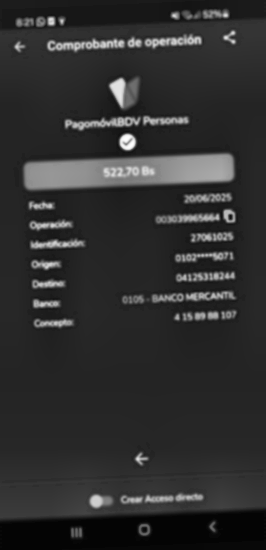 8:21 52%
Comprobante de operación
PagomóvilBDV Personas
522,70 Bs
Fecha: 20/06/2025
Operación: 003039965664
Identificación: 27061025
Origen: 0102****5071
Destino: 04125318244
Banco: 0105 - BANCO MERCANTIL
Concepto: 4 15 89 88 107
Crear Acceso directo